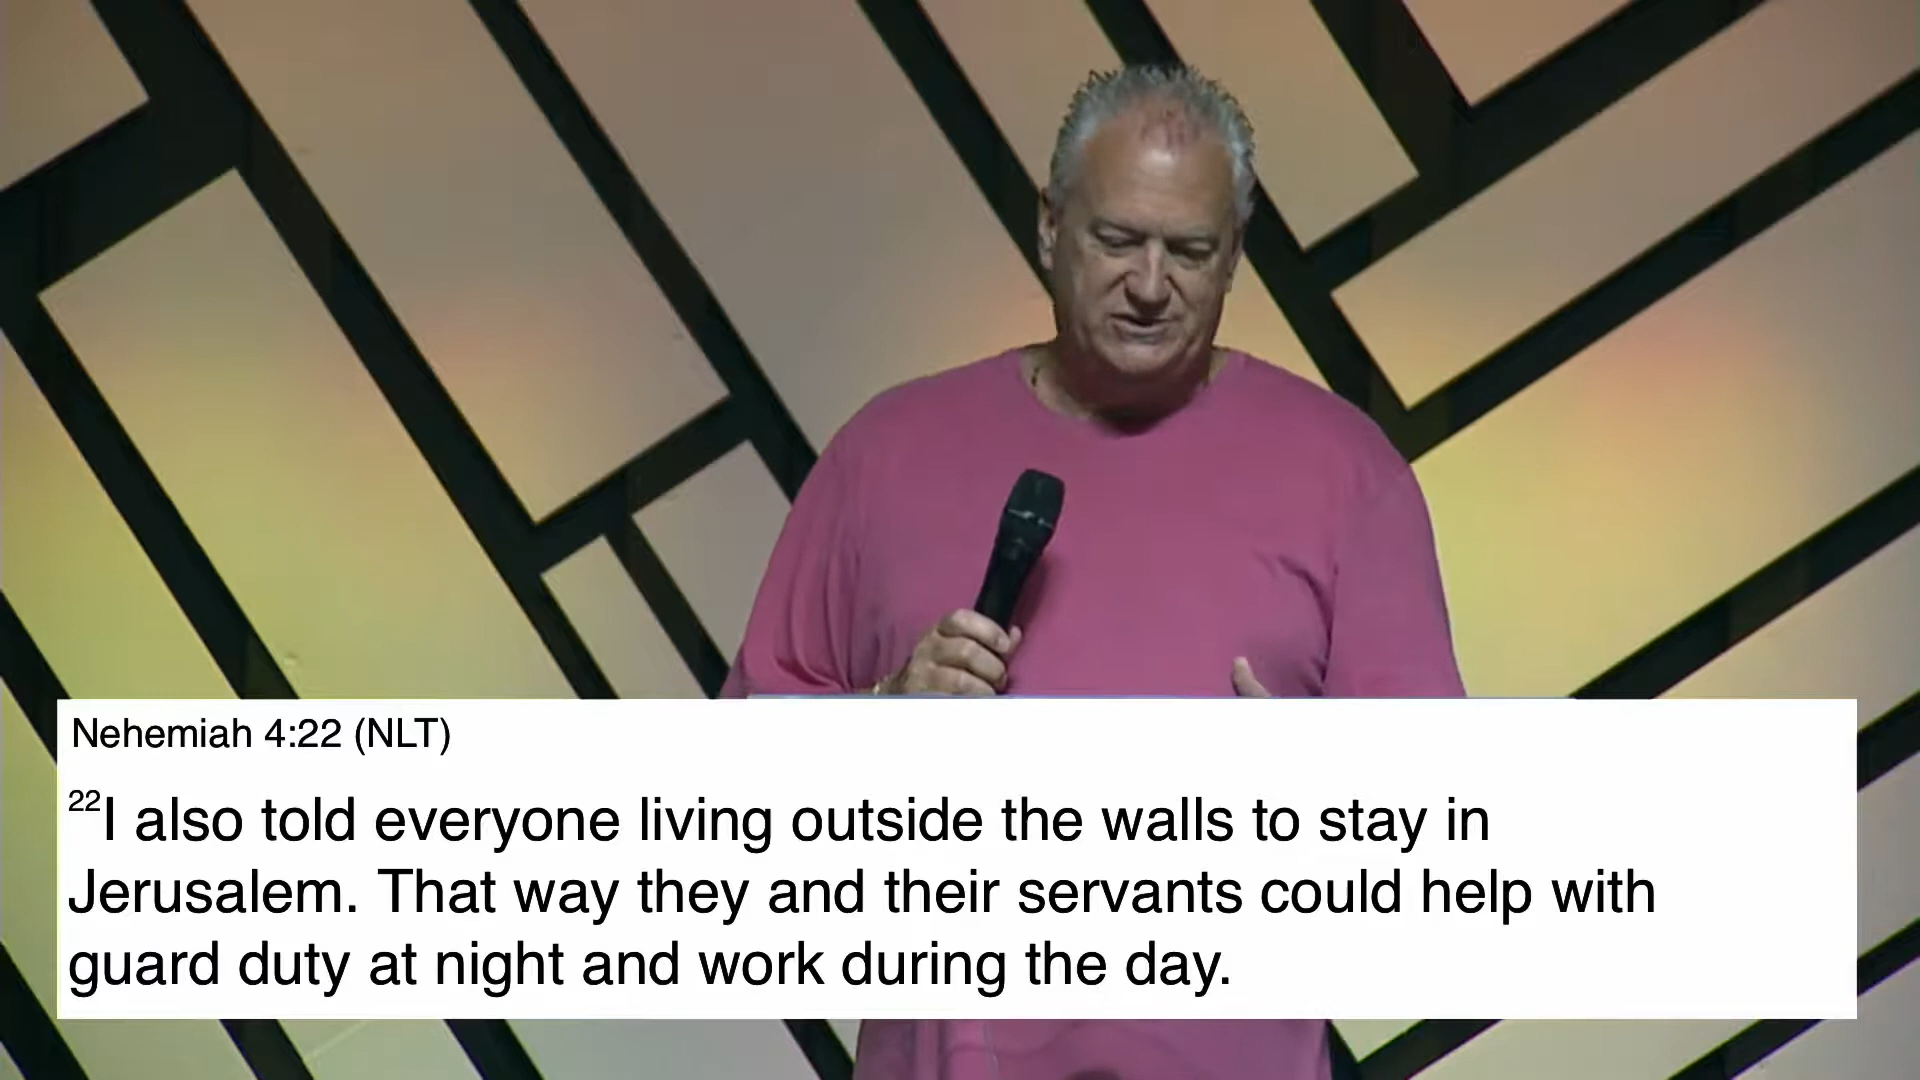 Nehemiah 4:22 (NLT)
22I also told everyone living outside the walls to stay in
Jerusalem. That way they and their servants could help with
guard duty at night and work during the day.